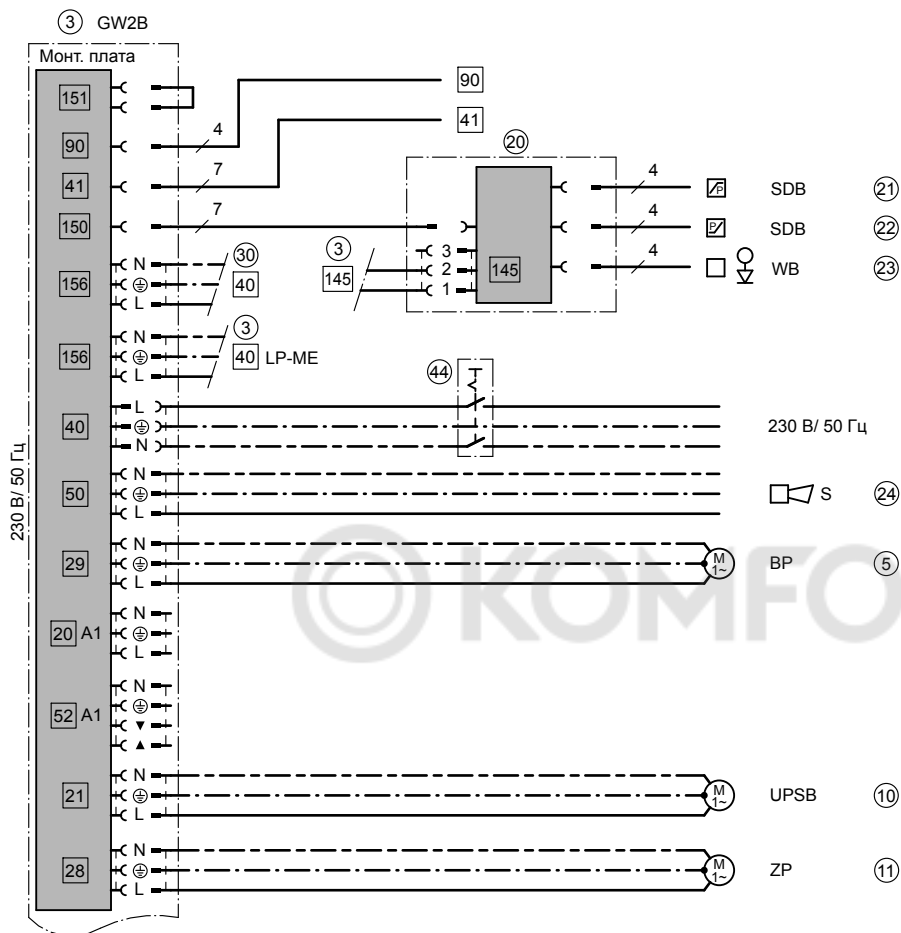 3 GW2B
Монт. плата
151
90
90
4
41
41
7
20
150
7
4
SDB 21
P
4
SDB 22
P
4
WB 23
3
3
2
1
145
145
156
N
L
30
40
156
N
L
3
40 LP-ME
44
40
L
N
230 В/ 50 Гц
230 В/ 50 Гц
50
N
L
S 24
29
N
L
M
1~
BP 5
KOMFO
20 A1
N
L
52 A1
N
▼
▲
21
N
L
M
1~
UPSB 10
28
N
L
M
1~
ZP 11